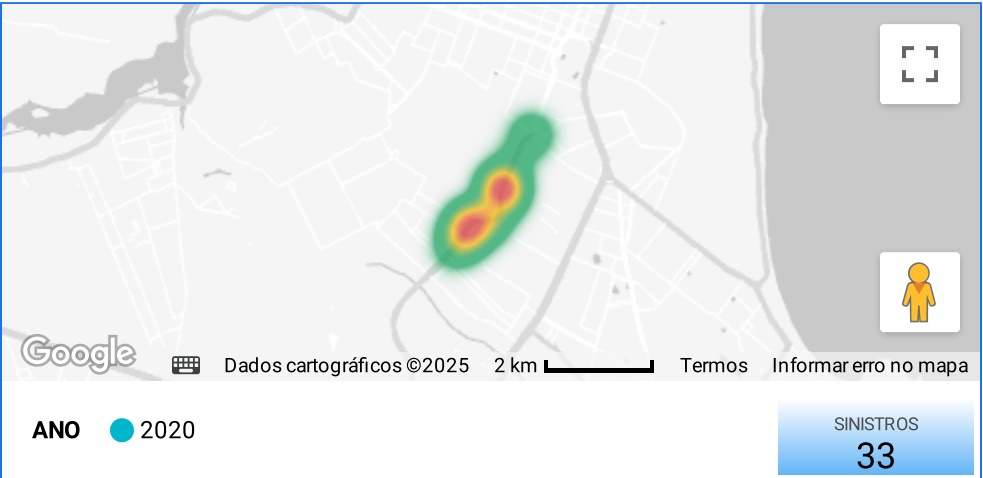 Google
Dados cartográficos ©2025 2 km Termos Informar erro no mapa
ANO 2020
SINISTROS
33